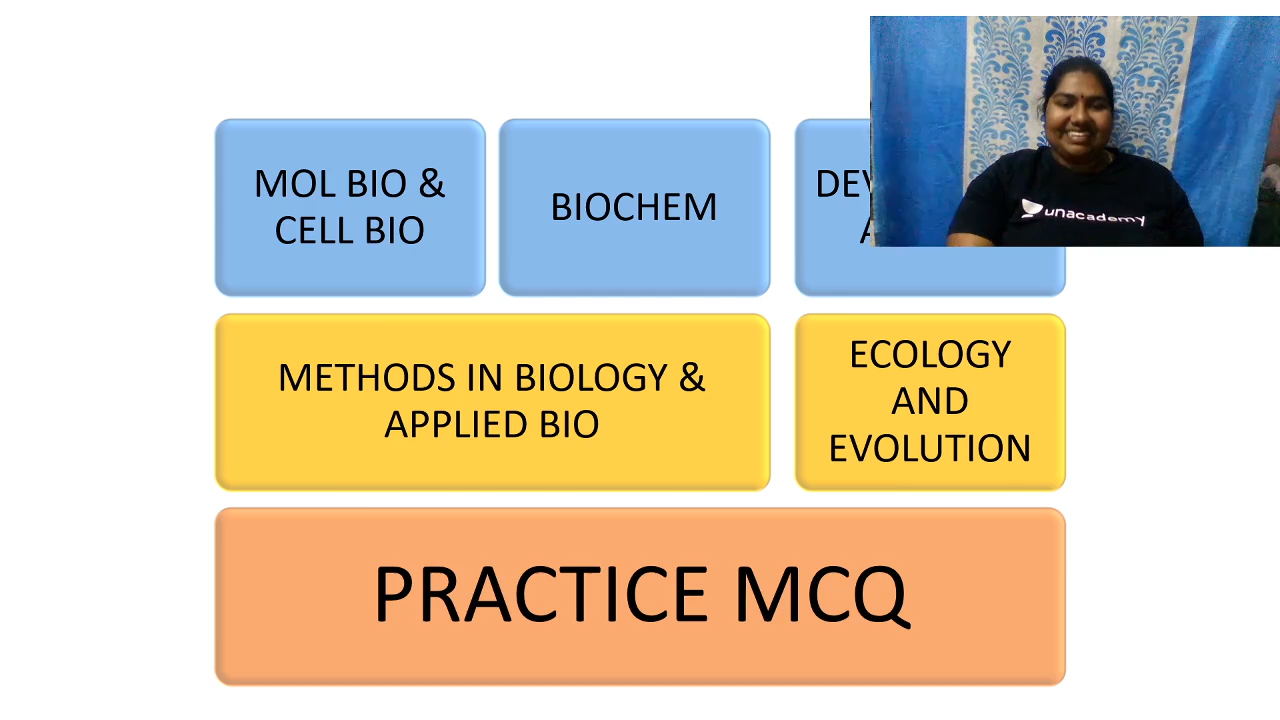 MOL BIO &
CELL BIO
BIOCHEM
unacademy
METHODS IN BIOLOGY &
APPLIED BIO
ECOLOGY
AND
EVOLUTION
PRACTICE MCQ